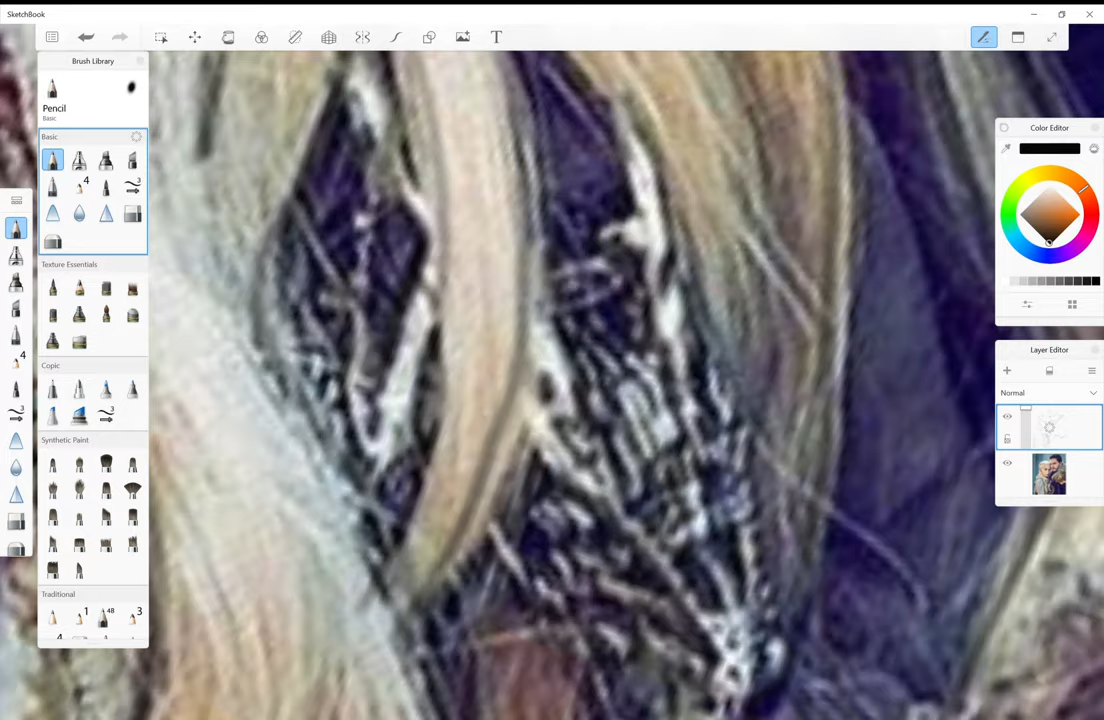 SketchBook
T
Brush Library
Pencil
Basic
Basic
4
3
4
3
Texture Essentials
Copic
3
Synthetic Paint
Traditional
1
4B
3
4
Color Editor
Layer Editor
Normal